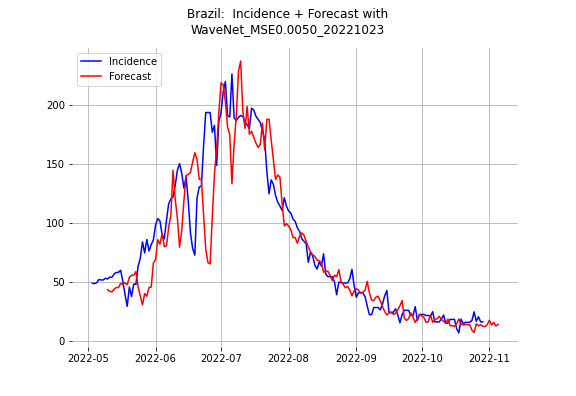 Brazil:  Incidence + Forecast with
WaveNet_MSE0.0050_20221023
Incidence
Forecast
200
150
100
50
0
2022-05 2022-06 2022-07 2022-08 2022-09 2022-10 2022-11